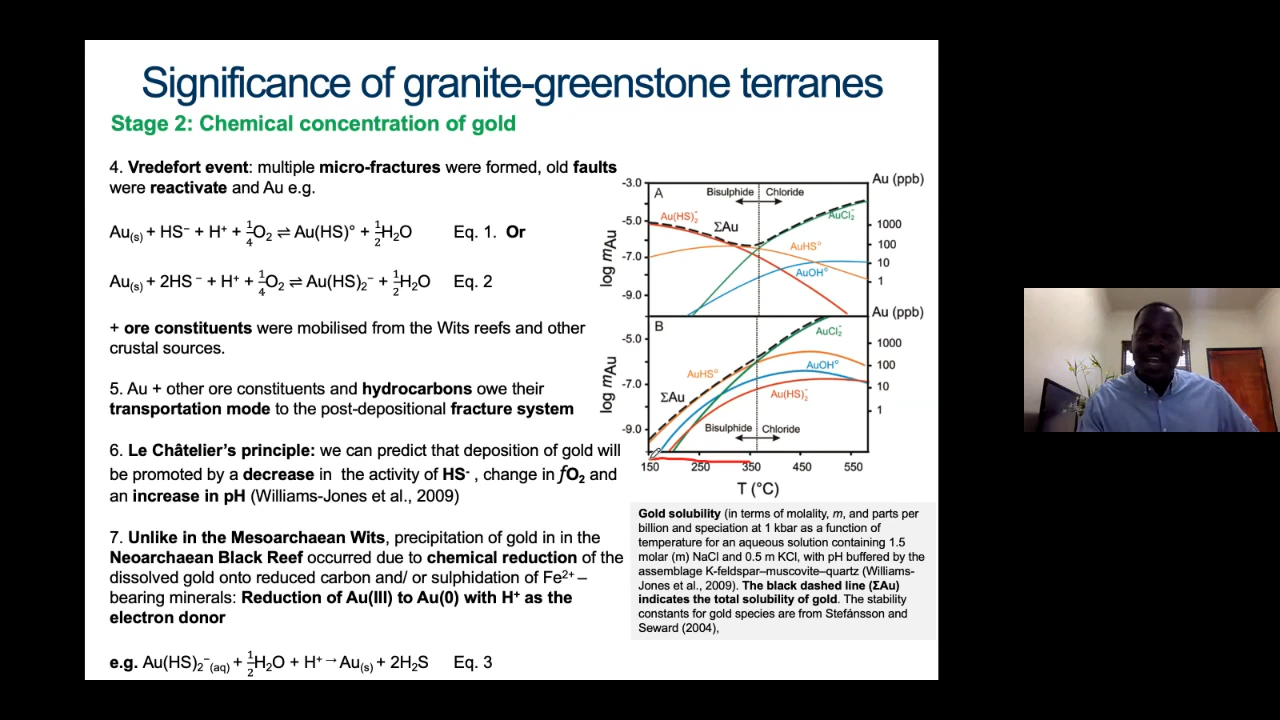 Significance of granite-greenstone terranes
Stage 2: Chemical concentration of gold
4. Vredefort event: multiple micro-fractures were formed, old faults
were reactivate and Au e.g.
Au(s) + HS⁻ + H⁺ + ¼O₂ ⇌ Au(HS)° + ½H₂O Eq. 1. Or
Au(s) + 2HS⁻ + H⁺ + ¼O₂ ⇌ Au(HS)₂⁻ + ½H₂O Eq. 2
+ ore constituents were mobilised from the Wits reefs and other
crustal sources.
5. Au + other ore constituents and hydrocarbons owe their
transportation mode to the post-depositional fracture system
6. Le Châtelier's principle: we can predict that deposition of gold will
be promoted by a decrease in the activity of HS⁻ , change in fO₂ and
an increase in pH (Williams-Jones et al., 2009)
7. Unlike in the Mesoarchaean Wits, precipitation of gold in in the
Neoarchaean Black Reef occurred due to chemical reduction of the
dissolved gold onto reduced carbon and/ or sulphidation of Fe²⁺ –
bearing minerals: Reduction of Au(III) to Au(0) with H⁺ as the
electron donor
e.g. Au(HS)₂⁻(aq) + ½H₂O + H⁺ → Au(s) + 2H₂S Eq. 3
Au (ppb)
-3.0
A
Bisulphide
Chloride
Au(HS)₂⁻
AuCl₂⁻
-5.0
ΣAu
1000
AuHS°
100
-7.0
10
AuOH°
1
-9.0
log mAu
Au (ppb)
B
AuCl₂⁻
-5.0
1000
AuHS°
AuOH°
100
-7.0
10
ΣAu
Au(HS)₂⁻
1
-9.0
Bisulphide
Chloride
log mAu
150 250 350 450 550
T (°C)
Gold solubility (in terms of molality, m, and parts per
billion and speciation at 1 kbar as a function of
temperature for an aqueous solution containing 1.5
molar (m) NaCl and 0.5 m KCl, with pH buffered by the
assemblage K-feldspar–muscovite–quartz (Williams-
Jones et al., 2009). The black dashed line (ΣAu)
indicates the total solubility of gold. The stability
constants for gold species are from Stefánsson and
Seward (2004),